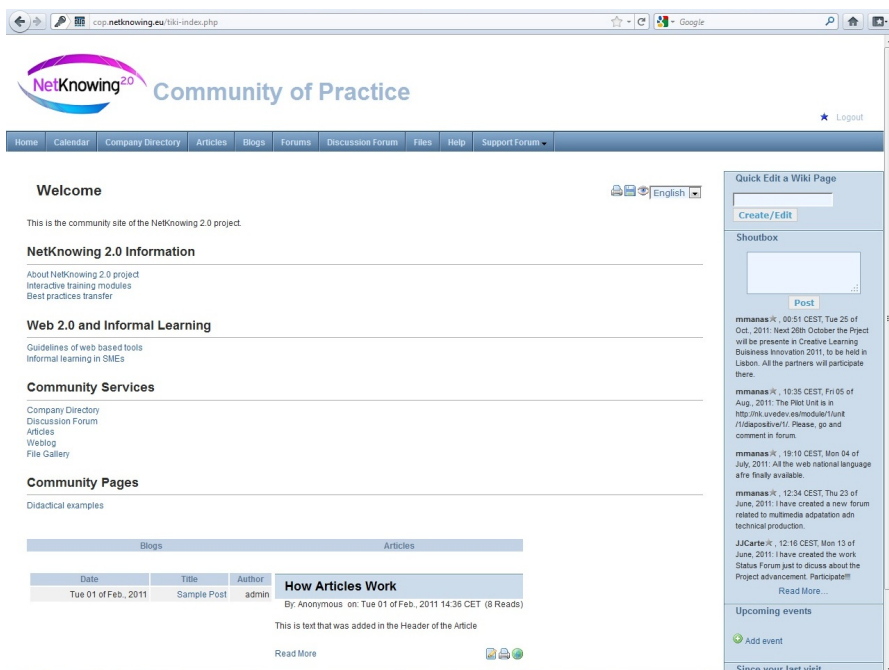 cop.netknowing.eu/tiki-index.php
Google
NetKnowing2.0
Community of Practice
Logout
Home Calendar Company Directory Articles Blogs Forums Discussion Forum Files Help Support Forum
Welcome
English
This is the community site of the NetKnowing 2.0 project.
NetKnowing 2.0 Information
About NetKnowing 2.0 project
Interactive training modules
Best practices transfer
Web 2.0 and Informal Learning
Guidelines of web based tools
Informal learning in SMEs
Community Services
Company Directory
Discussion Forum
Articles
Weblog
File Gallery
Community Pages
Didactical examples
Blogs
Articles
Date Title Author
Tue 01 of Feb., 2011 Sample Post admin
How Articles Work
By: Anonymous on: Tue 01 of Feb., 2011 14:36 CET (8 Reads)
This is text that was added in the Header of the Article
Read More
Quick Edit a Wiki Page
Create/Edit
Shoutbox
Post
mmanas, 00:51 CEST, Tue 25 of
Oct., 2011: Next 26th October the Prject
will be presente in Creative Learning
Buisiness Innovation 2011, to be held in
Lisbon. All the partners will participate
there.
mmanas, 10:35 CEST, Fri 05 of
Aug., 2011: The Pilot Unit is in
http://nk.uvedev.es/module/1/unit
/1/diapositive/1/. Please, go and
comment in forum.
mmanas, 19:10 CEST, Mon 04 of
July, 2011: All the web national language
afre finally available.
mmanas, 12:34 CEST, Thu 23 of
June, 2011: I have created a new forum
related to multimedia adpatation adn
technical production.
JJCarte, 12:16 CEST, Mon 13 of
June, 2011: I have created the work
Status Forum just to dicuss about the
Project advancement. Participate!!!
Read More...
Upcoming events
Add event
Since your last visit